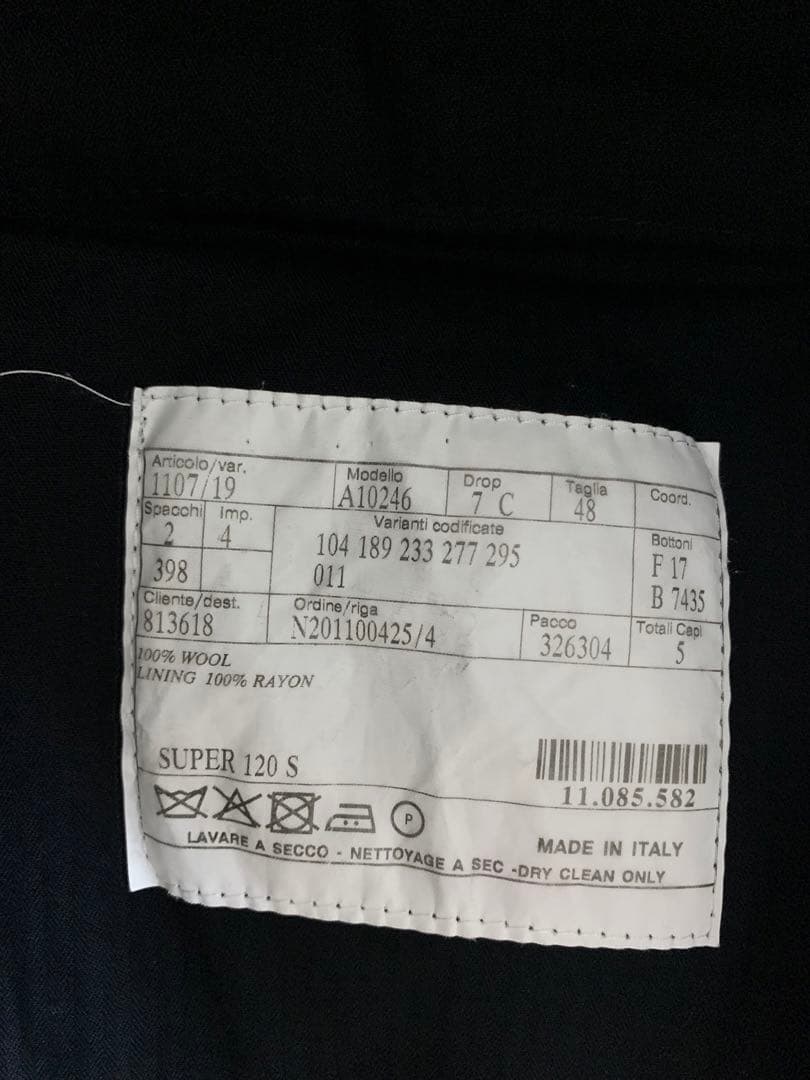 Articolo/var. Modello Drop Taglia Coord.
1107/19 A10246 7 C 48
Spacchi Imp. Varianti codificate Bottoni
2 4 104 189 233 277 295 F 17
398 011 B 7435
Cliente/dest. Ordine/riga Pacco Totali Capi
813618 N201100425/4 326304 5
100% WOOL
LINING 100% RAYON
SUPER 120 S
11.085.582
P
MADE IN ITALY
LAVARE A SECCO - NETTOYAGE A SEC -DRY CLEAN ONLY